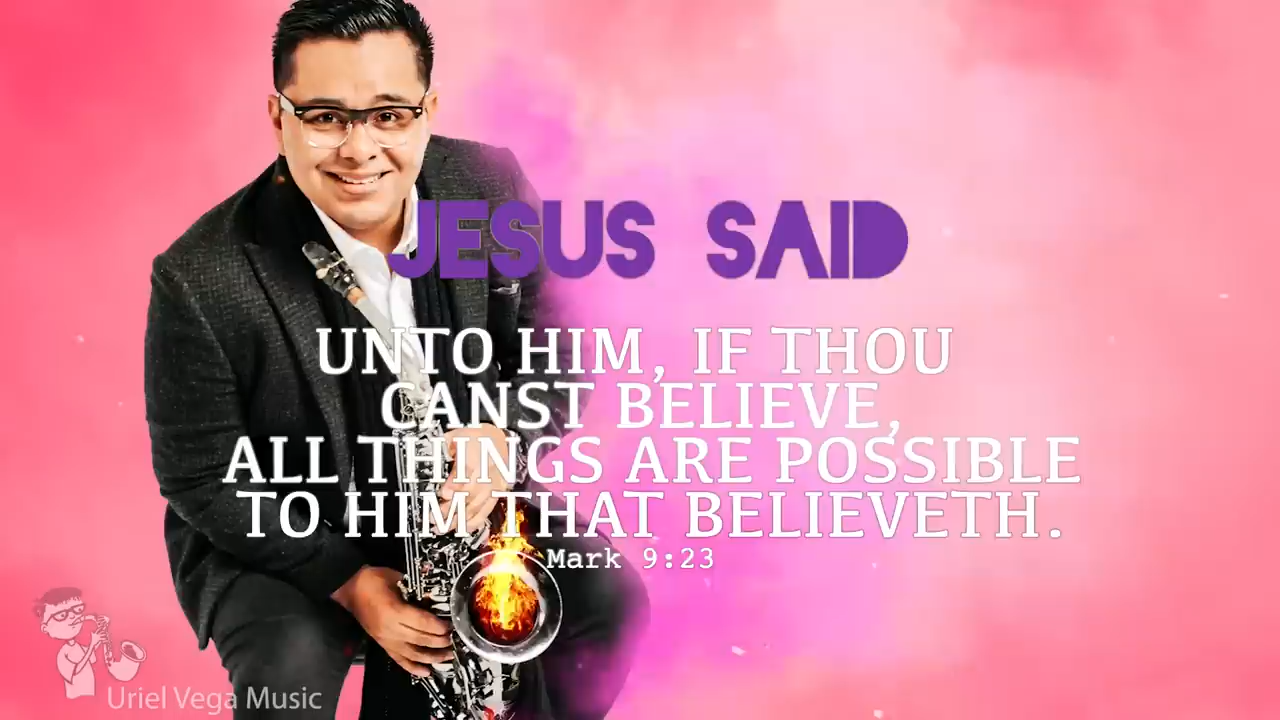 JESUS SAID
UNTO HIM, IF THOU
CANST BELIEVE,
ALL THINGS ARE POSSIBLE
TO HIM THAT BELIEVETH.
Mark 9:23
Uriel Vega Music